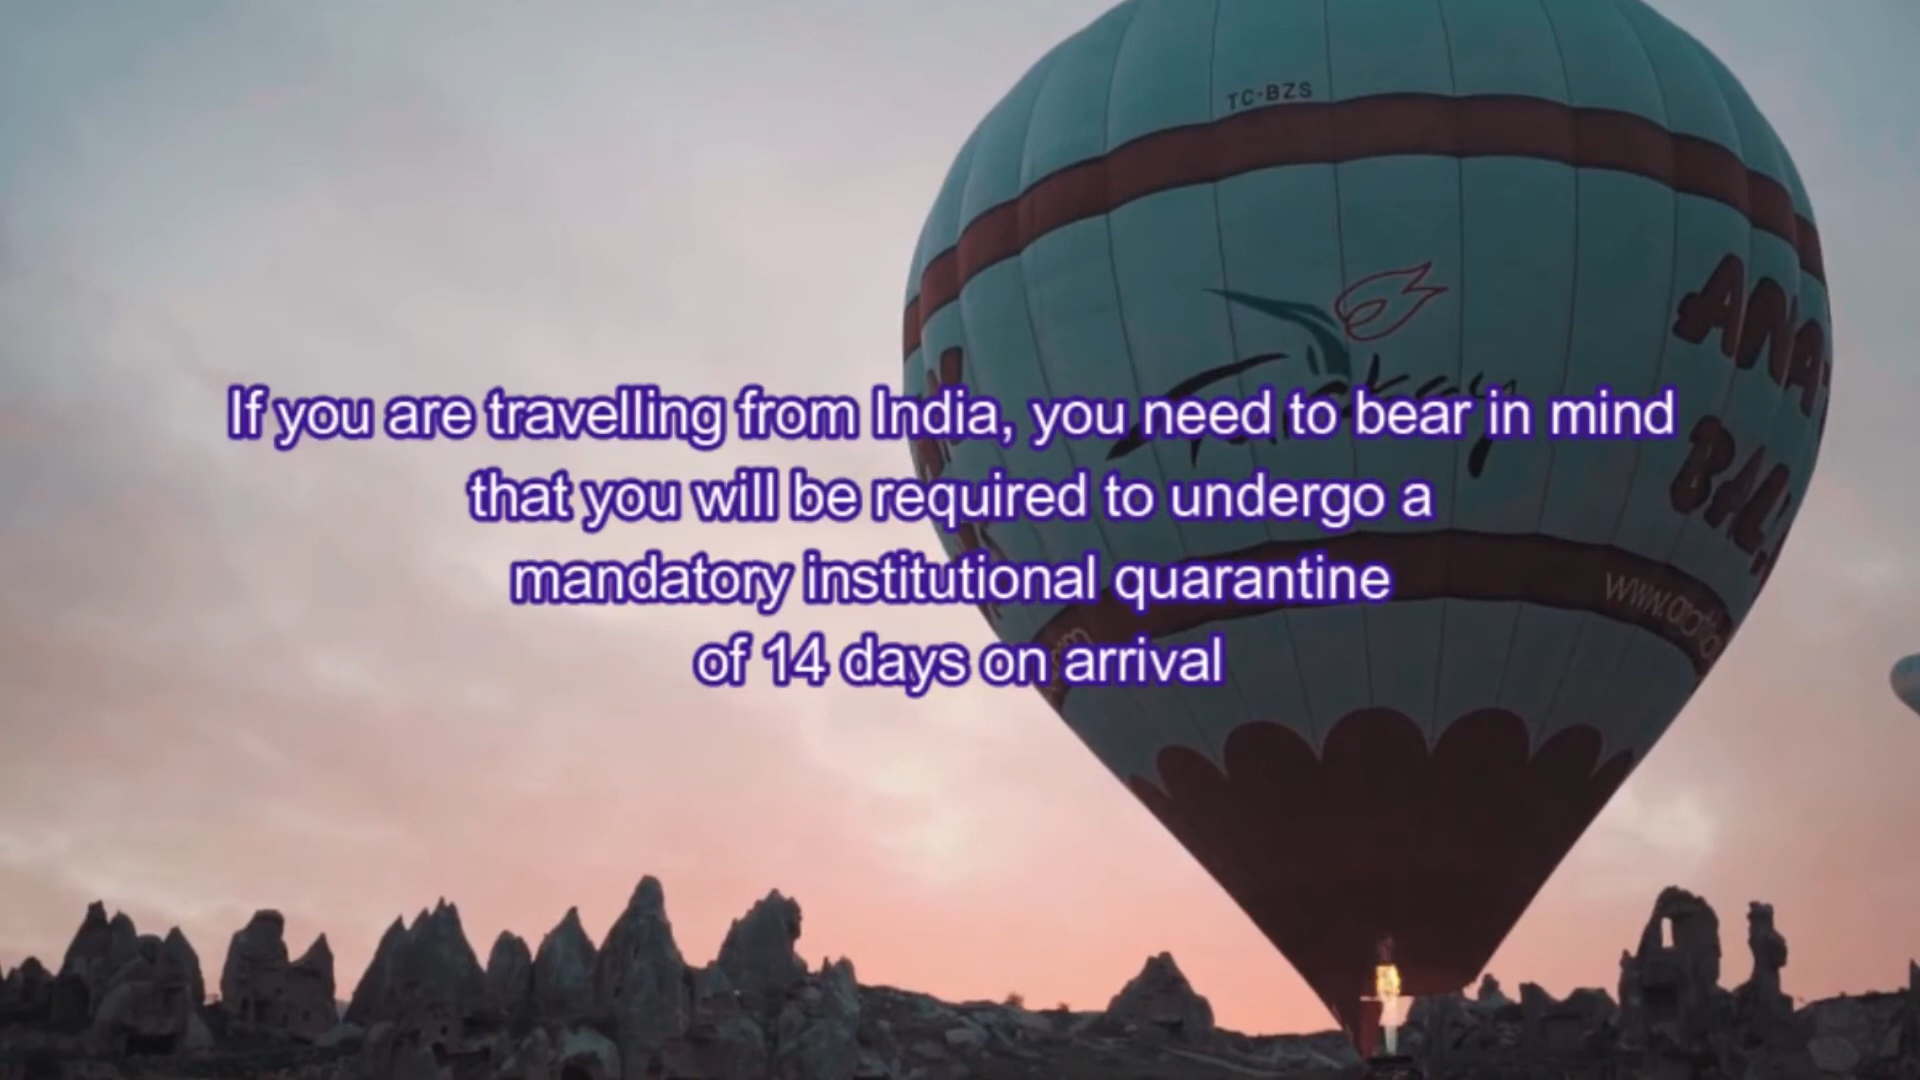 TC-BZS
Turkey
If you are travelling from India, you need to bear in mind
that you will be required to undergo a
mandatory institutional quarantine
of 14 days on arrival